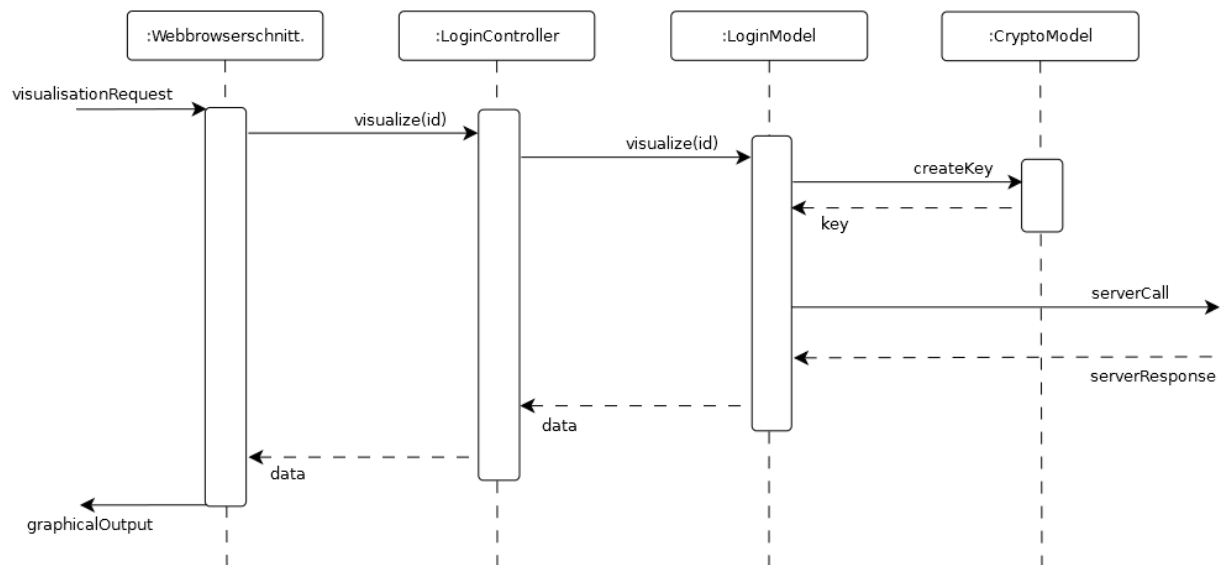 :Webbrowserschnitt.
:LoginController
:LoginModel
:CryptoModel
visualisationRequest
visualize(id)
visualize(id)
createKey
key
serverCall
serverResponse
data
data
graphicalOutput